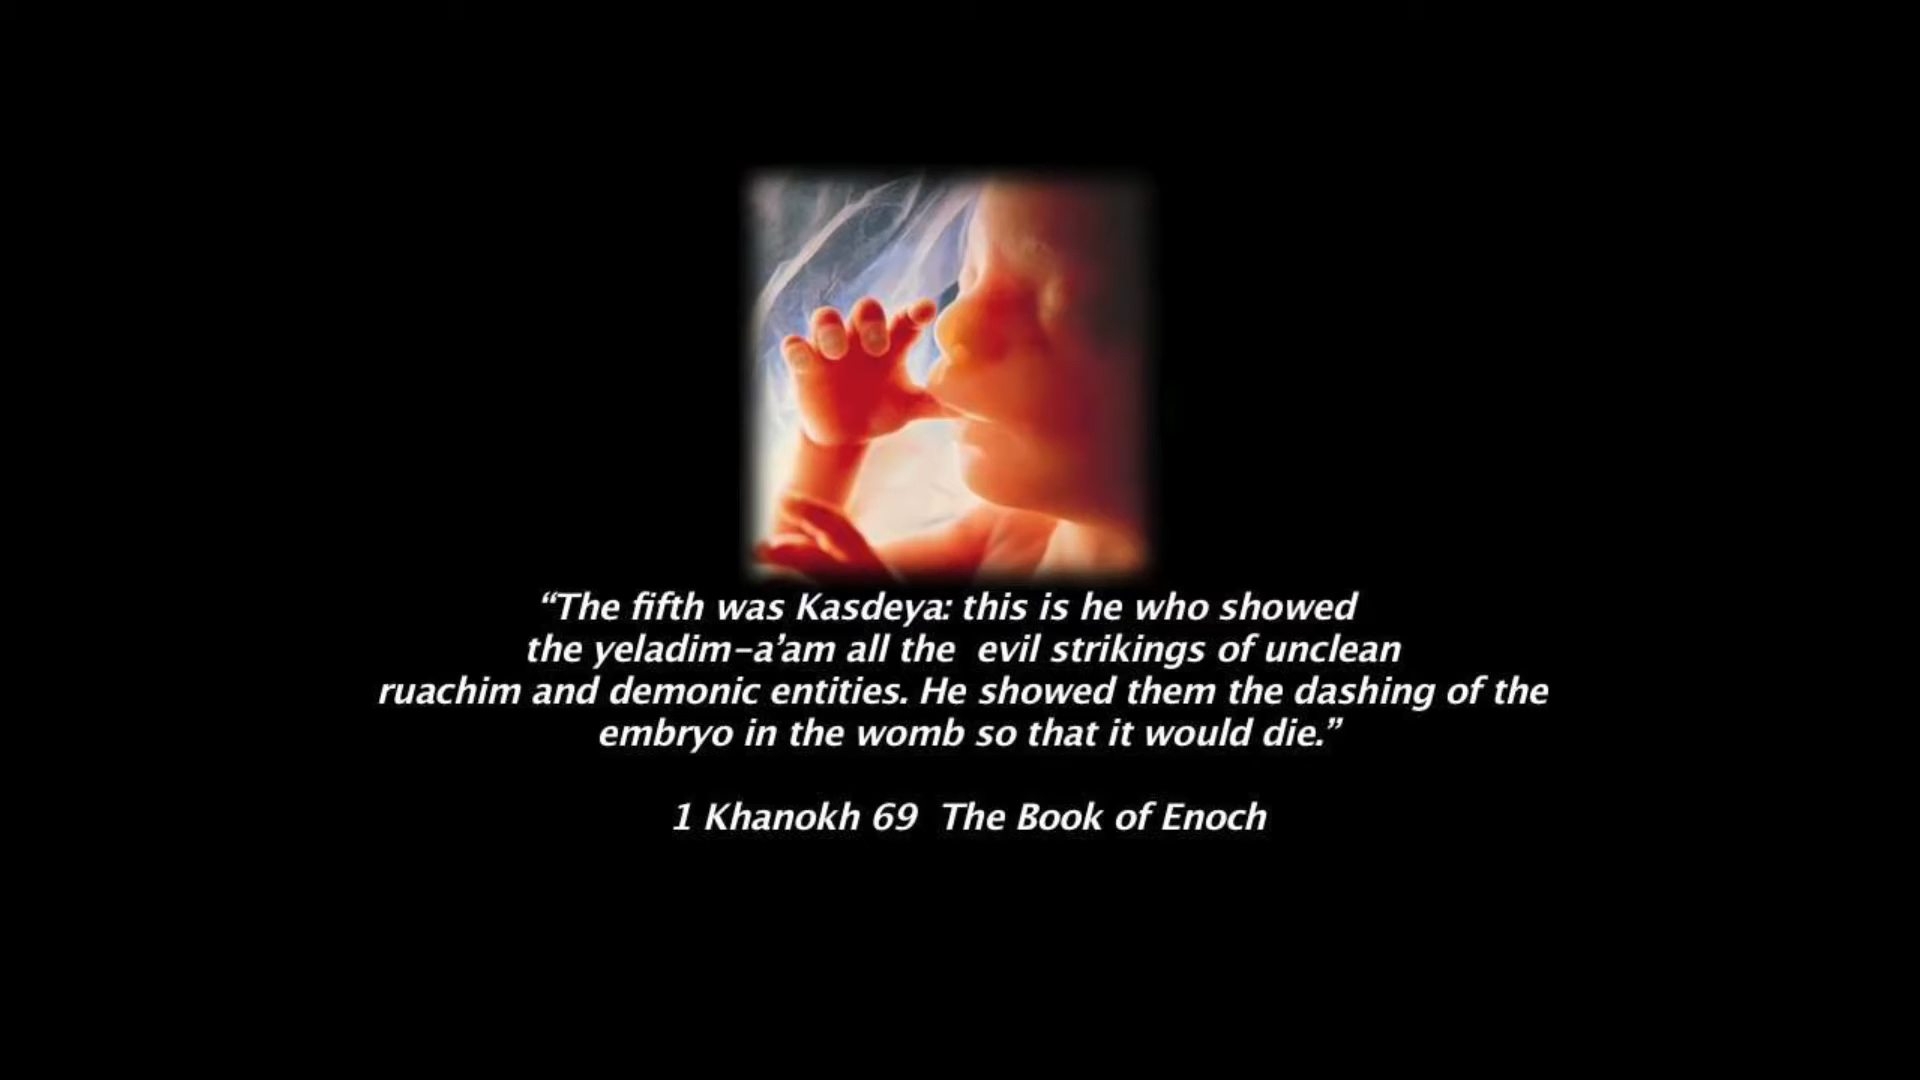 “The fifth was Kasdeya: this is he who showed
the yeladim-a’am all the  evil strikings of unclean
ruachim and demonic entities. He showed them the dashing of the
embryo in the womb so that it would die.”
1 Khanokh 69  The Book of Enoch